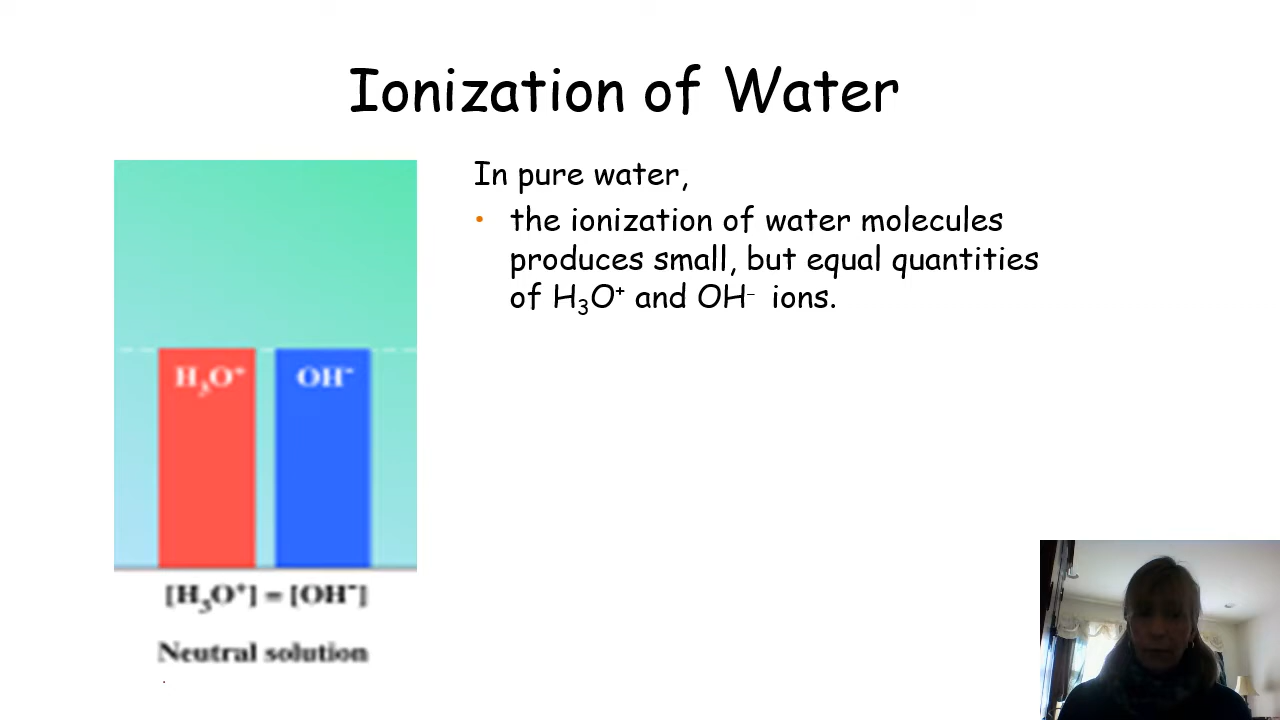 Ionization of Water
In pure water,
• the ionization of water molecules
produces small, but equal quantities
of H₃O⁺ and OH⁻ ions.
H₃O⁺ OH⁻
[H₃O⁺] = [OH⁻]
Neutral solution
.